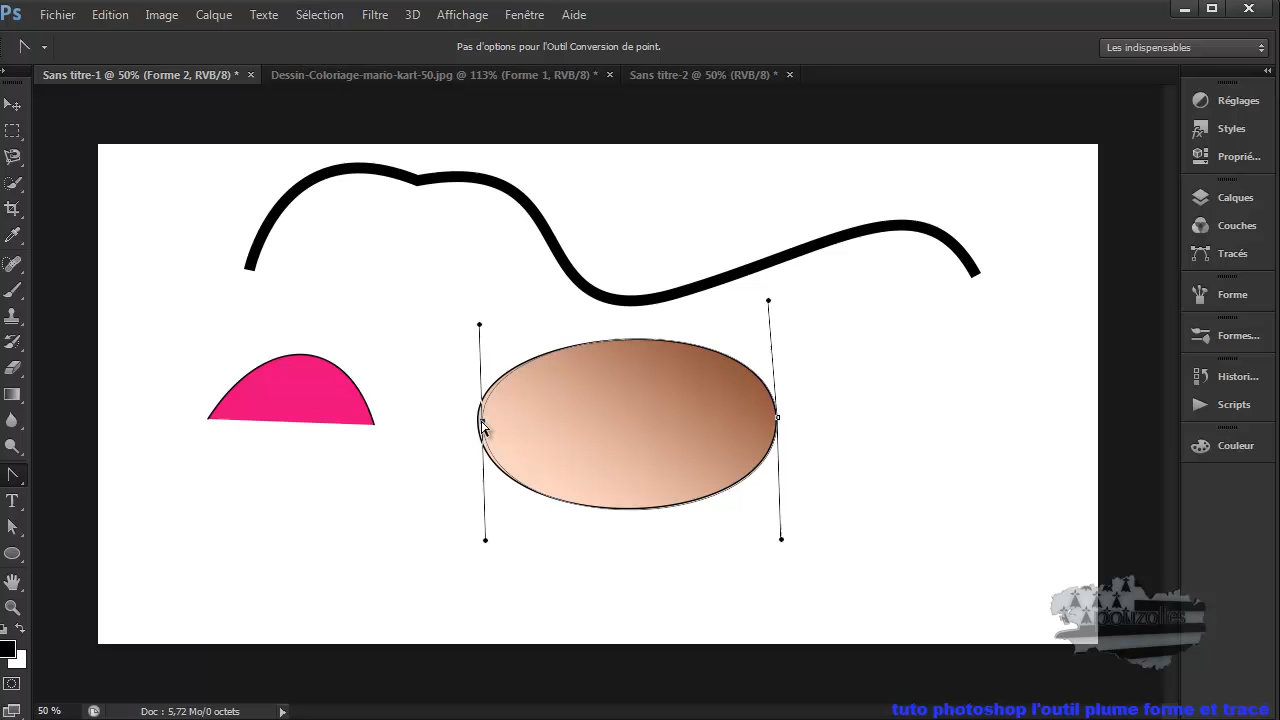 Ps Fichier Edition Image Calque Texte Sélection Filtre 3D Affichage Fenêtre Aide
Pas d'options pour l'Outil Conversion de point.
Les indispensables
Sans titre-1 @ 50% (Forme 2, RVB/8) * Dessin-Coloriage-mario-kart-50.jpg @ 113% (Forme 1, RVB/8) * Sans titre-2 @ 50% (RVB/8) *
Réglages
Styles
Proprié...
Calques
Couches
Tracés
Forme
Formes...
Histori...
Scripts
Couleur
T
douzelles
50 % Doc : 5,72 Mo/0 octets
tuto photoshop l'outil plume forme et tracé